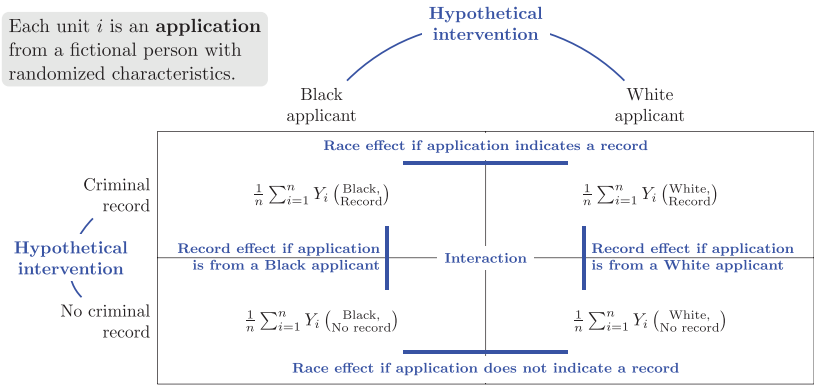 Each unit i is an application
from a fictional person with
randomized characteristics.
Hypothetical
intervention
Black
applicant
White
applicant
Race effect if application indicates a record
Criminal
record
1/n ∑_{i=1}^{n} Y_i (Black, Record)
1/n ∑_{i=1}^{n} Y_i (White, Record)
Hypothetical
intervention
Record effect if application
is from a Black applicant
Interaction
Record effect if application
is from a White applicant
No criminal
record
1/n ∑_{i=1}^{n} Y_i (Black, No record)
1/n ∑_{i=1}^{n} Y_i (White, No record)
Race effect if application does not indicate a record